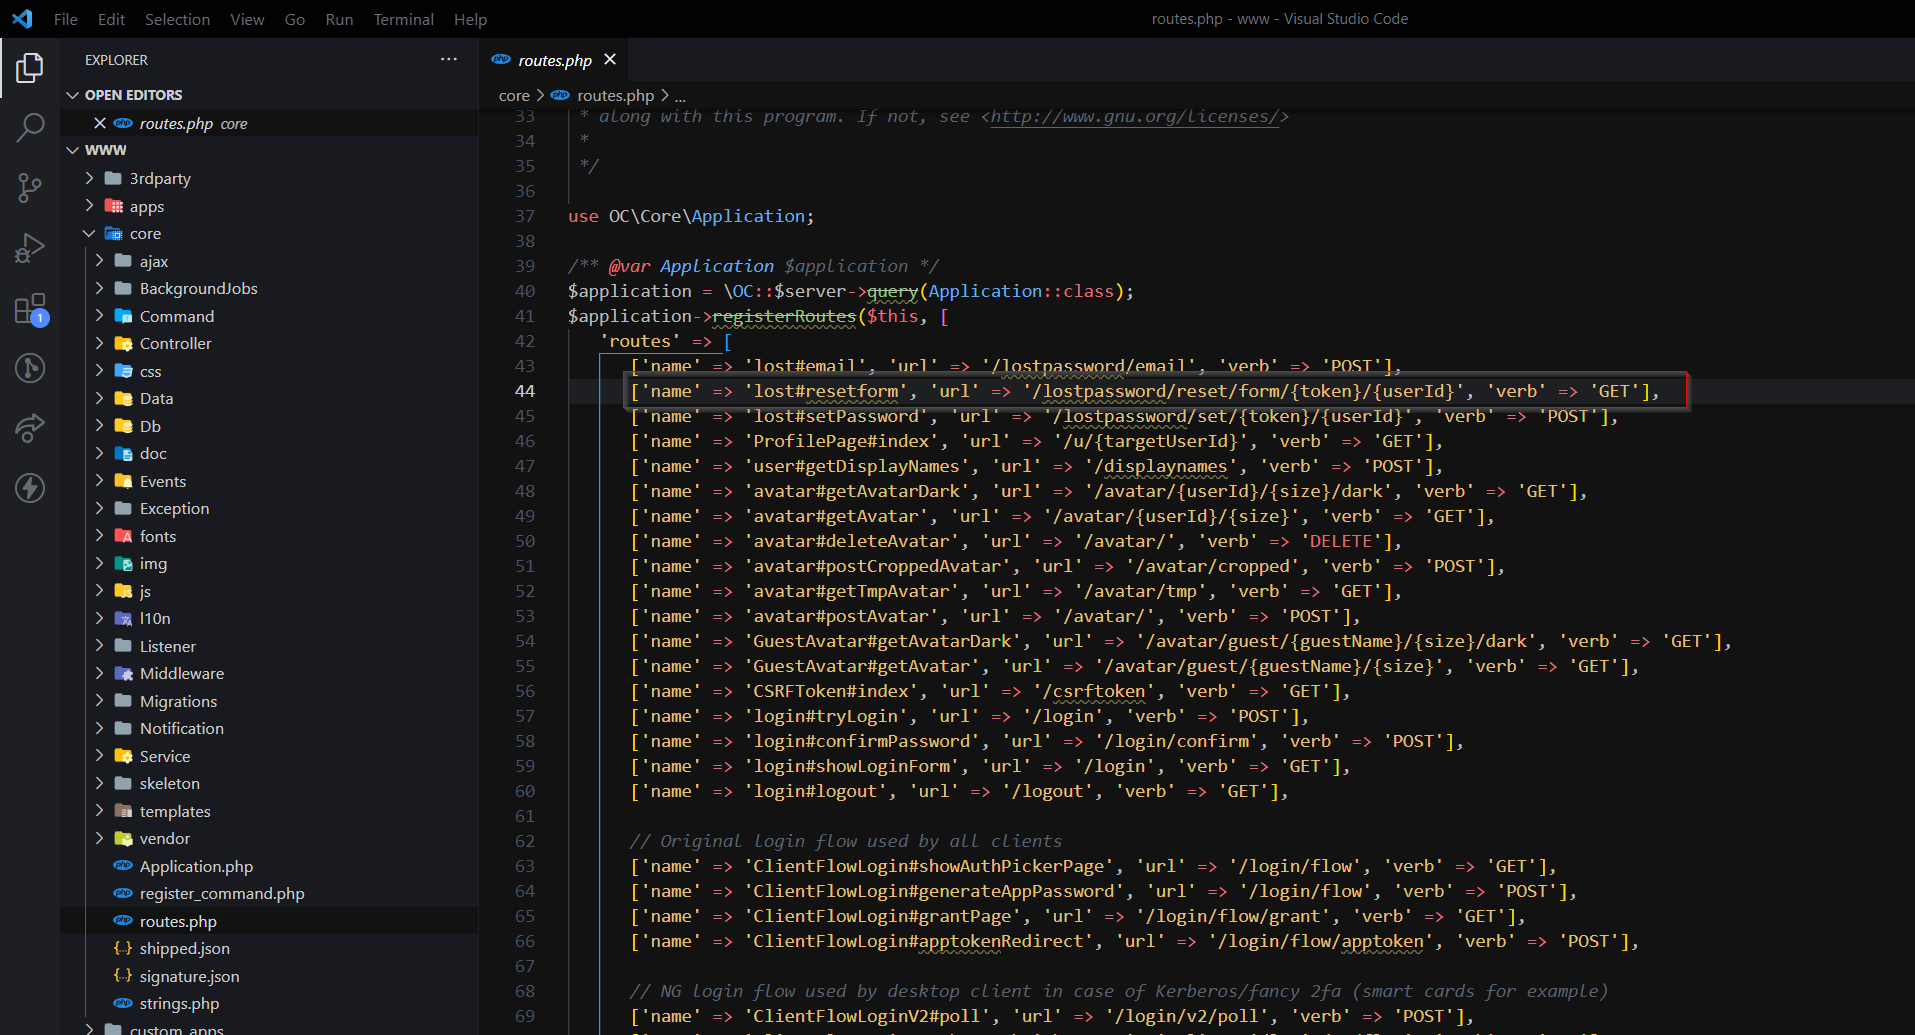 File Edit Selection View Go Run Terminal Help
routes.php - www - Visual Studio Code
EXPLORER
OPEN EDITORS
routes.php core
WWW
3rdparty
apps
core
ajax
BackgroundJobs
Command
Controller
css
Data
Db
doc
Events
Exception
fonts
img
js
l10n
Listener
Middleware
Migrations
Notification
Service
skeleton
templates
vendor
Application.php
register_command.php
routes.php
shipped.json
signature.json
strings.php
custom_apps
1
routes.php
core > routes.php > ...
33 * along with this program. If not, see <http://www.gnu.org/licenses/>
34 *
35 */
36
37 use OC\Core\Application;
38
39 /** @var Application $application */
40 $application = \OC::$server->query(Application::class);
41 $application->registerRoutes($this, [
42 'routes' => [
43 ['name' => 'lost#email', 'url' => '/lostpassword/email', 'verb' => 'POST'],
44 ['name' => 'lost#resetform', 'url' => '/lostpassword/reset/form/{token}/{userId}', 'verb' => 'GET'],
45 ['name' => 'lost#setPassword', 'url' => '/lostpassword/set/{token}/{userId}', 'verb' => 'POST'],
46 ['name' => 'ProfilePage#index', 'url' => '/u/{targetUserId}', 'verb' => 'GET'],
47 ['name' => 'user#getDisplayNames', 'url' => '/displaynames', 'verb' => 'POST'],
48 ['name' => 'avatar#getAvatarDark', 'url' => '/avatar/{userId}/{size}/dark', 'verb' => 'GET'],
49 ['name' => 'avatar#getAvatar', 'url' => '/avatar/{userId}/{size}', 'verb' => 'GET'],
50 ['name' => 'avatar#deleteAvatar', 'url' => '/avatar/', 'verb' => 'DELETE'],
51 ['name' => 'avatar#postCroppedAvatar', 'url' => '/avatar/cropped', 'verb' => 'POST'],
52 ['name' => 'avatar#getTmpAvatar', 'url' => '/avatar/tmp', 'verb' => 'GET'],
53 ['name' => 'avatar#postAvatar', 'url' => '/avatar/', 'verb' => 'POST'],
54 ['name' => 'GuestAvatar#getAvatarDark', 'url' => '/avatar/guest/{guestName}/{size}/dark', 'verb' => 'GET'],
55 ['name' => 'GuestAvatar#getAvatar', 'url' => '/avatar/guest/{guestName}/{size}', 'verb' => 'GET'],
56 ['name' => 'CSRFToken#index', 'url' => '/csrftoken', 'verb' => 'GET'],
57 ['name' => 'login#tryLogin', 'url' => '/login', 'verb' => 'POST'],
58 ['name' => 'login#confirmPassword', 'url' => '/login/confirm', 'verb' => 'POST'],
59 ['name' => 'login#showLoginForm', 'url' => '/login', 'verb' => 'GET'],
60 ['name' => 'login#logout', 'url' => '/logout', 'verb' => 'GET'],
61
62 // Original login flow used by all clients
63 ['name' => 'ClientFlowLogin#showAuthPickerPage', 'url' => '/login/flow', 'verb' => 'GET'],
64 ['name' => 'ClientFlowLogin#generateAppPassword', 'url' => '/login/flow', 'verb' => 'POST'],
65 ['name' => 'ClientFlowLogin#grantPage', 'url' => '/login/flow/grant', 'verb' => 'GET'],
66 ['name' => 'ClientFlowLogin#apptokenRedirect', 'url' => '/login/flow/apptoken', 'verb' => 'POST'],
67
68 // NG login flow used by desktop client in case of Kerberos/fancy 2fa (smart cards for example)
69 ['name' => 'ClientFlowLoginV2#poll', 'url' => '/login/v2/poll', 'verb' => 'POST'],